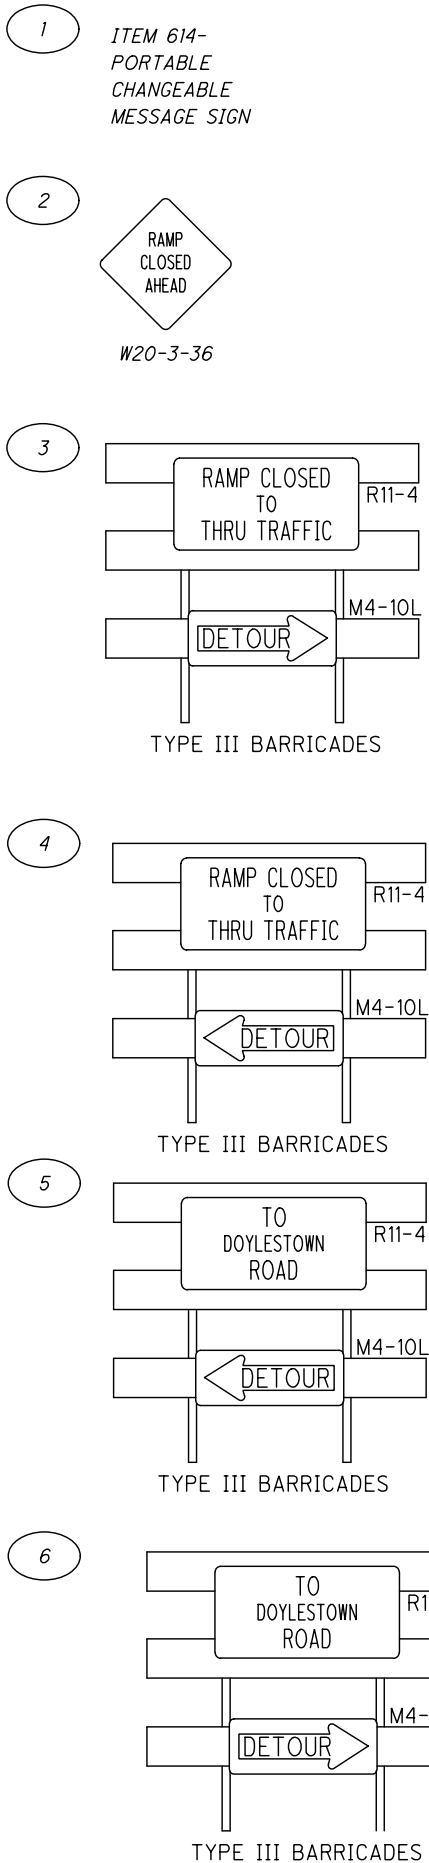 1
ITEM 614-
PORTABLE
CHANGEABLE
MESSAGE SIGN
2
RAMP
CLOSED
AHEAD
W20-3-36
3
RAMP CLOSED
TO
THRU TRAFFIC
R11-4
M4-10L
DETOUR
TYPE III BARRICADES
4
RAMP CLOSED
TO
THRU TRAFFIC
R11-4
M4-10L
DETOUR
TYPE III BARRICADES
5
TO
DOYLESTOWN
ROAD
R11-4
M4-10L
DETOUR
TYPE III BARRICADES
6
TO
DOYLESTOWN
ROAD
R1
M4-
DETOUR
TYPE III BARRICADES